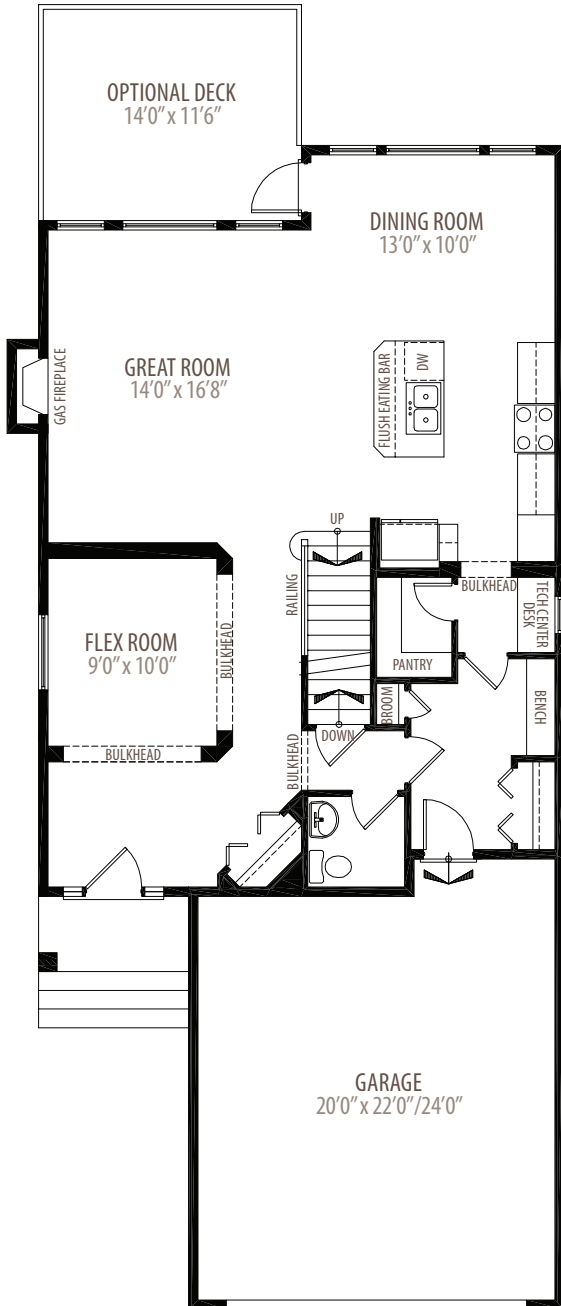 OPTIONAL DECK
14'0" x 11'6"
DINING ROOM
13'0" x 10'0"
GREAT ROOM
14'0" x 16'8"
GAS FIREPLACE
FLUSH EATING BAR
DW
UP
RAILING
BULKHEAD
TECH CENTER
DESK
FLEX ROOM
9'0" x 10'0"
BULKHEAD
PANTRY
BROOM
BENCH
DOWN
BULKHEAD
BULKHEAD
GARAGE
20'0" x 22'0"/24'0"